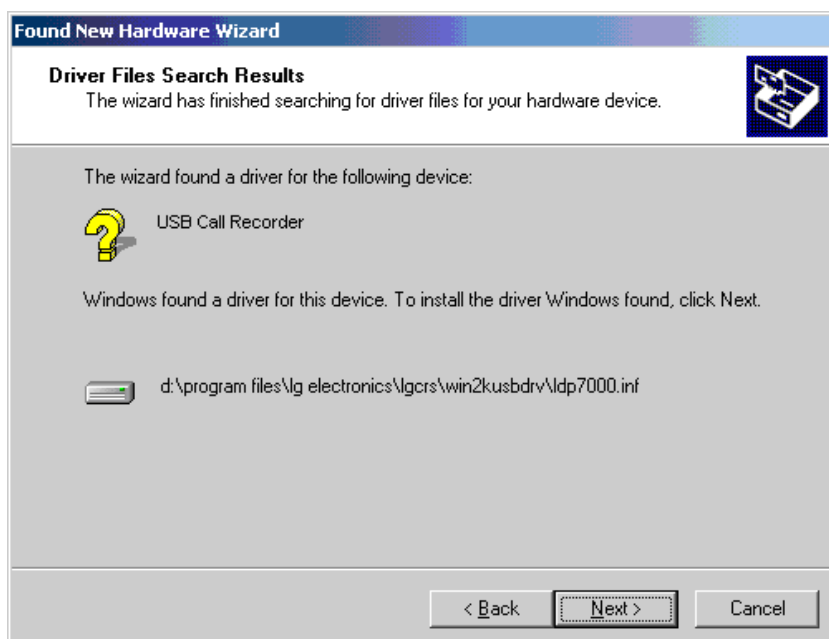 Found New Hardware Wizard
Driver Files Search Results
The wizard has finished searching for driver files for your hardware device.
The wizard found a driver for the following device:
USB Call Recorder
Windows found a driver for this device. To install the driver Windows found, click Next.
d:\program files\lg electronics\lgcrs\win2kusbdrv\ldp7000.inf
< Back
Next >
Cancel